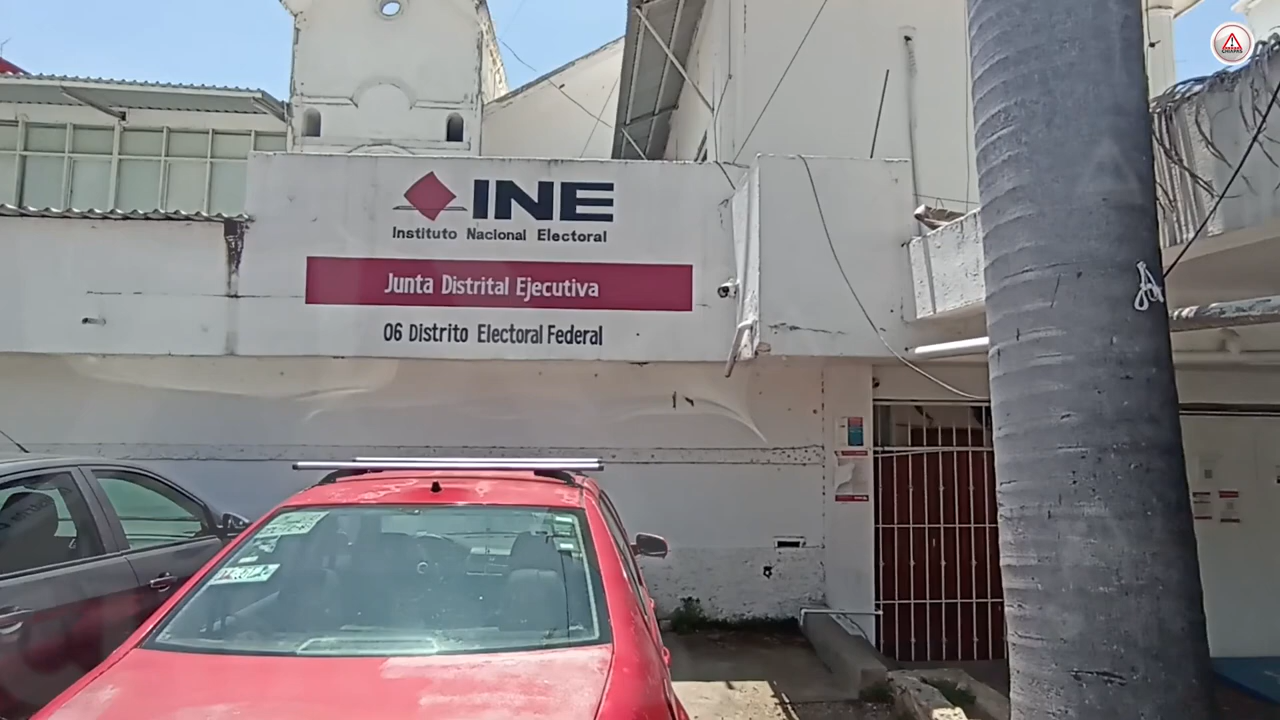 INE
Instituto Nacional Electoral
Junta Distrital Ejecutiva
06 Distrito Electoral Federal